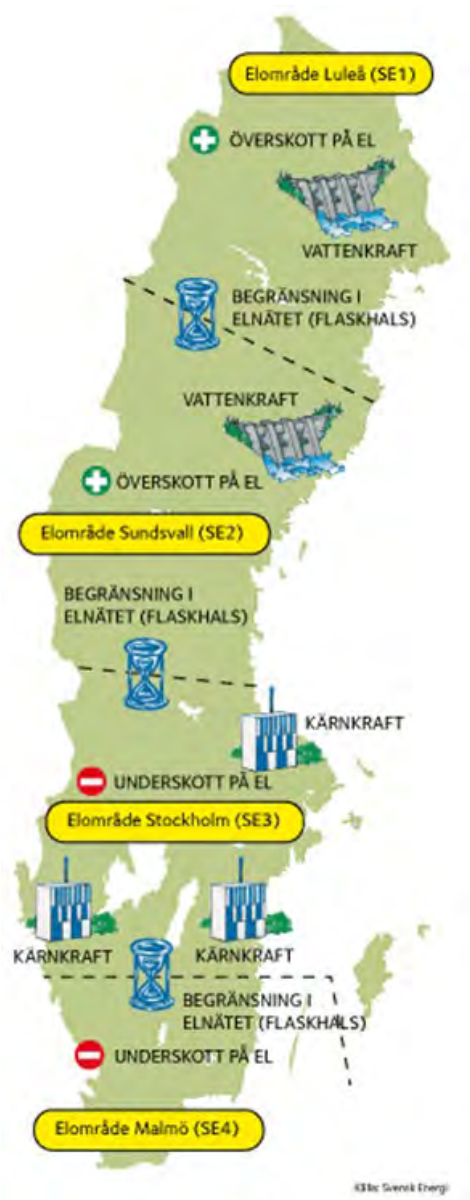 Elområde Luleå (SE1)
ÖVERSKOTT PÅ EL
VATTENKRAFT
BEGRÄNSNING I
ELNÄTET (FLASKHALS)
VATTENKRAFT
ÖVERSKOTT PÅ EL
Elområde Sundsvall (SE2)
BEGRÄNSNING I
ELNÄTET (FLASKHALS)
KÄRNKRAFT
UNDERSKOTT PÅ EL
Elområde Stockholm (SE3)
KÄRNKRAFT
KÄRNKRAFT
BEGRÄNSNING I
ELNÄTET (FLASKHALS)
UNDERSKOTT PÅ EL
Elområde Malmö (SE4)
Källa: Svensk Energi